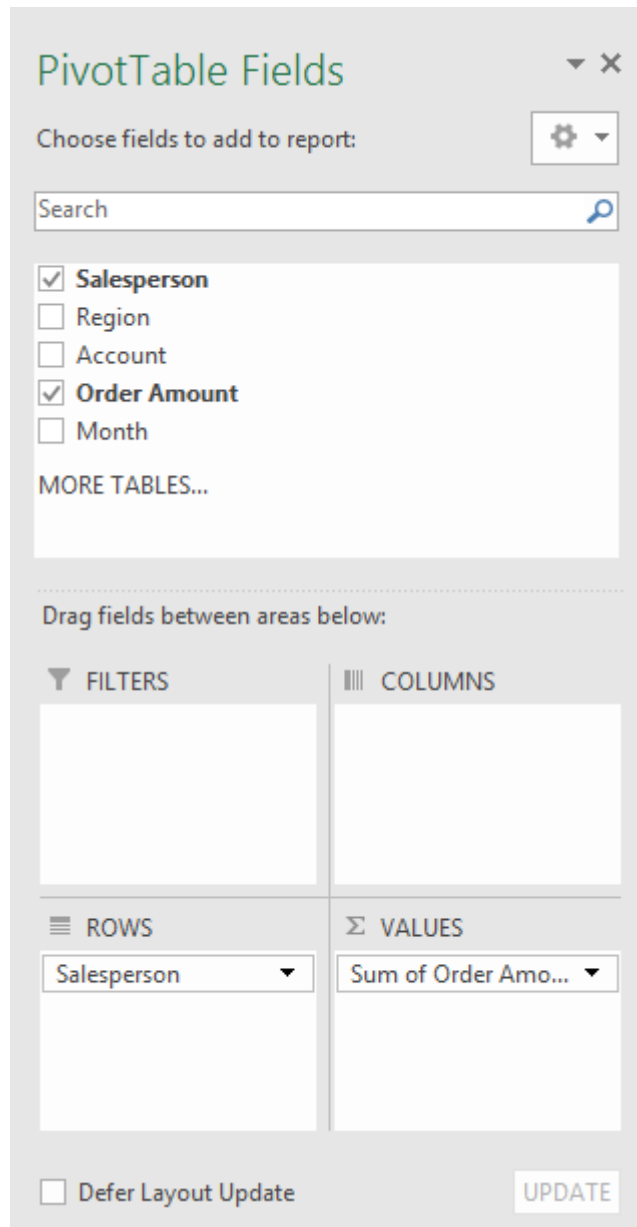 PivotTable Fields
Choose fields to add to report:
Search
Salesperson
Region
Account
Order Amount
Month
MORE TABLES...
Drag fields between areas below:
FILTERS
COLUMNS
ROWS
Σ VALUES
Salesperson
Sum of Order Amo...
Defer Layout Update
UPDATE